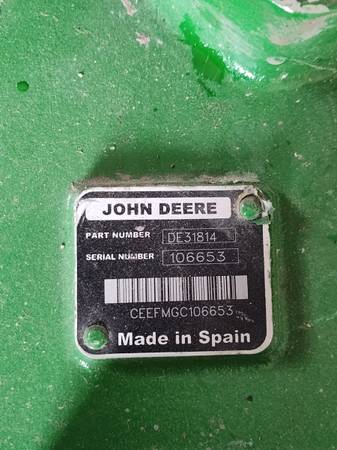 JOHN DEERE
PART NUMBER DE31814
SERIAL NUMBER 106653
CEEFMGC106653
Made in Spain